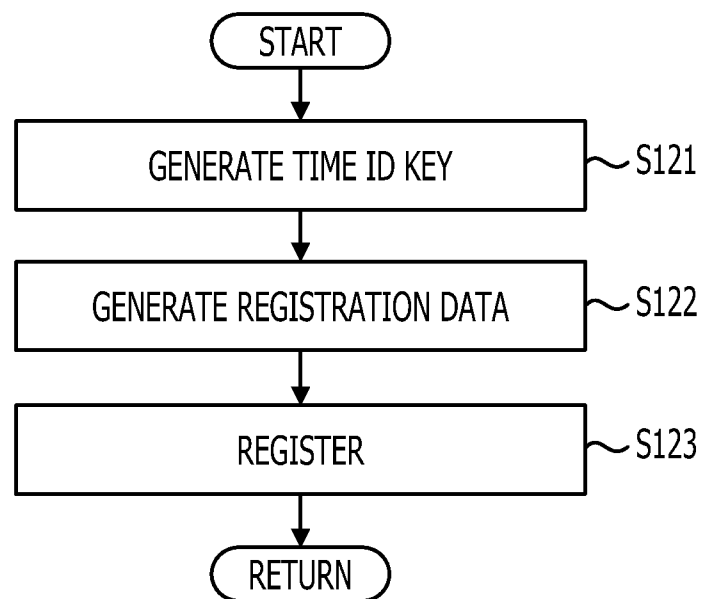 START
GENERATE TIME ID KEY
S121
GENERATE REGISTRATION DATA
S122
REGISTER
S123
RETURN